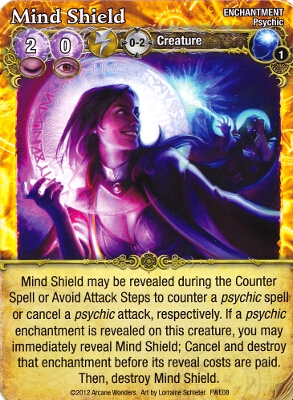 Mind Shield
ENCHANTMENT
Psychic
2
0
0-2
Creature
1
Mind Shield may be revealed during the Counter
Spell or Avoid Attack Steps to counter a psychic spell
or cancel a psychic attack, respectively. If a psychic
enchantment is revealed on this creature, you may
immediately reveal Mind Shield; Cancel and destroy
that enchantment before its reveal costs are paid.
Then, destroy Mind Shield.
©2012 Arcane Wonders. Art by Lorraine Schleter. FWE08